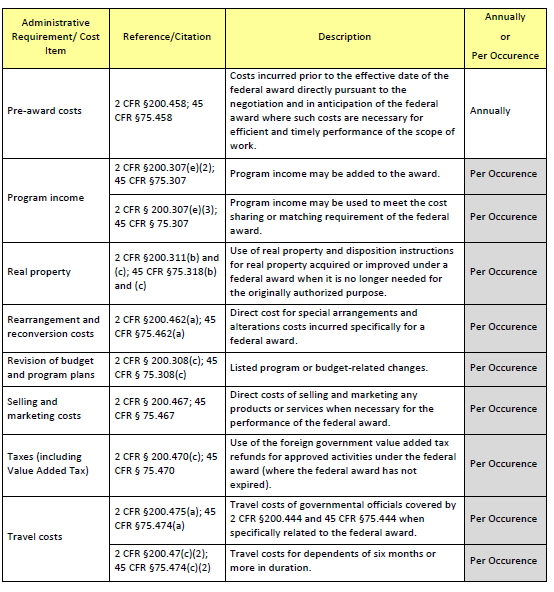 Administrative
Requirement/ Cost
Item
Reference/Citation
Description
Annually
or
Per Occurence
Pre-award costs
2 CFR §200.458; 45
CFR §75.458
Costs incurred prior to the effective date of the
federal award directly pursuant to the
negotiation and in anticipation of the federal
award where such costs are necessary for
efficient and timely performance of the scope of
work.
Annually
Program income
2 CFR §200.307(e)(2);
45 CFR §75.307
Program income may be added to the award.
Per Occurence
2 CFR § 200.307(e)(3);
45 CFR § 75.307
Program income may be used to meet the cost
sharing or matching requirement of the federal
award.
Per Occurence
Real property
2 CFR §200.311(b) and
(c); 45 CFR §75.318(b)
and (c)
Use of real property and disposition instructions
for real property acquired or improved under a
federal award when it is no longer needed for
the originally authorized purpose.
Per Occurence
Rearrangement and
reconversion costs
2 CFR §200.462(a); 45
CFR §75.462(a)
Direct cost for special arrangements and
alterations costs incurred specifically for a
federal award.
Per Occurence
Revision of budget
and program plans
2 CFR § 200.308(c); 45
CFR § 75.308(c)
Listed program or budget-related changes.
Per Occurence
Selling and
marketing costs
2 CFR § 200.467; 45
CFR § 75.467
Direct costs of selling and marketing any
products or services when necessary for the
performance of the federal award.
Per Occurence
Taxes (including
Value Added Tax)
2 CFR § 200.470(c); 45
CFR § 75.470
Use of the foreign government value added tax
refunds for approved activities under the federal
award (where the federal award has not
expired).
Per Occurence
Travel costs
2 CFR §200.475(a); 45
CFR §75.474(a)
Travel costs of governmental officials covered by
2 CFR §200.444 and 45 CFR §75.444 when
specifically related to the federal award.
Per Occurence
2 CFR §200.47(c)(2);
45 CFR §75.474(c)(2)
Travel costs for dependents of six months or
more in duration.
Per Occurence